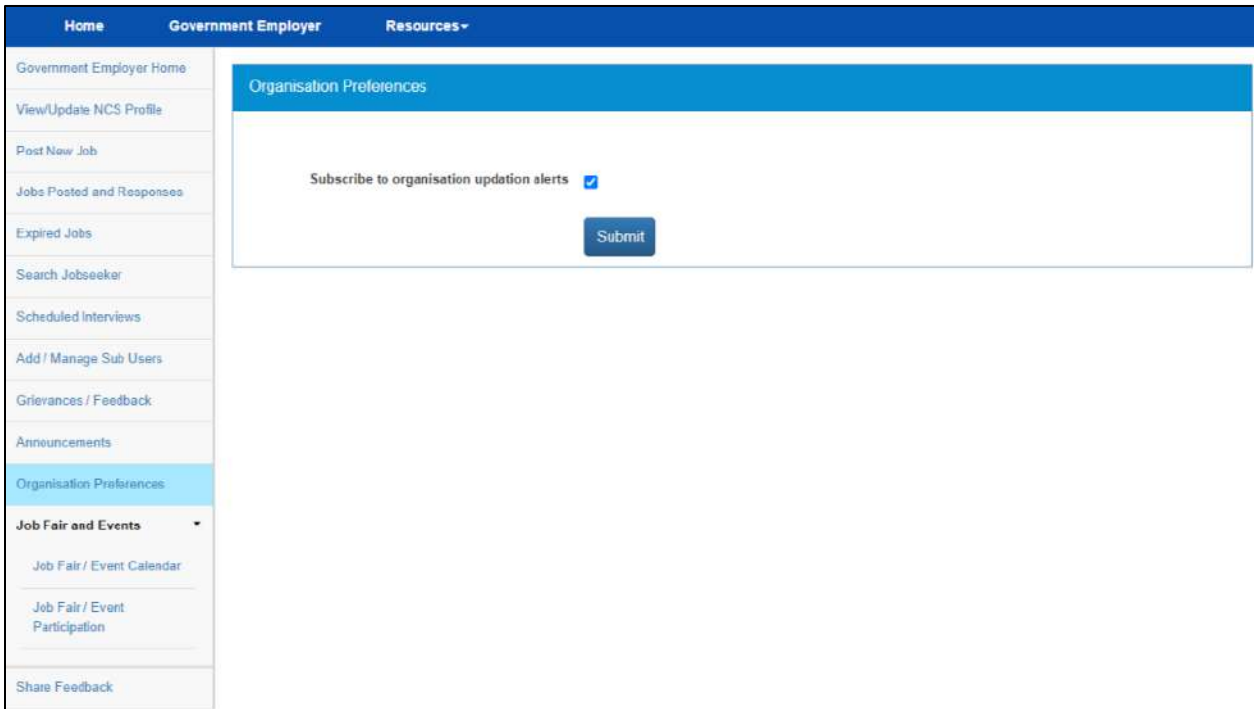 Home Government Employer Resources
Government Employer Home
View/Update NCS Profile
Post New Job
Jobs Posted and Responses
Expired Jobs
Search Jobseeker
Scheduled Interviews
Add / Manage Sub Users
Grievances / Feedback
Announcements
Organisation Preferences
Job Fair and Events
Job Fair / Event Calendar
Job Fair / Event
Participation
Share Feedback
Organisation Preferences
Subscribe to organisation updation alerts
Submit